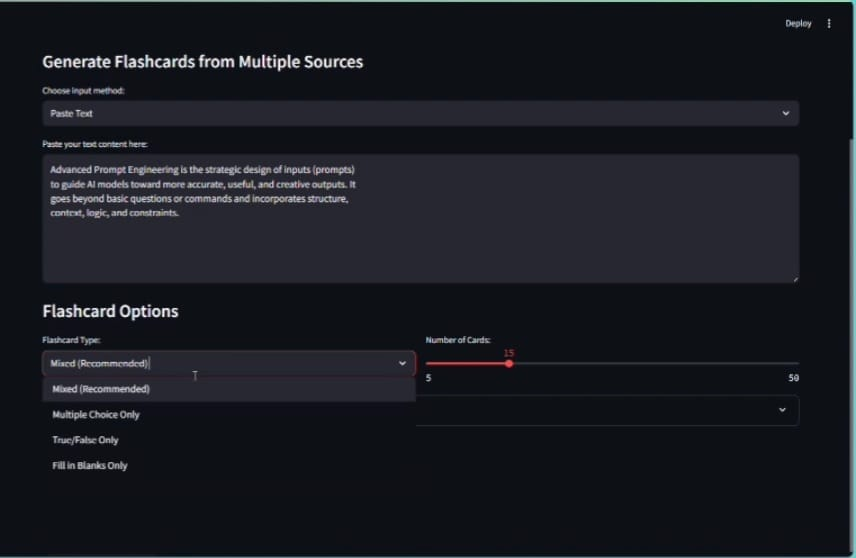 Deploy
Generate Flashcards from Multiple Sources
Choose input method:
Paste Text
Paste your text content here:
Advanced Prompt Engineering is the strategic design of inputs (prompts)
to guide AI models toward more accurate, useful, and creative outputs. It
goes beyond basic questions or commands and incorporates structure,
context, logic, and constraints.
Flashcard Options
Flashcard Type:
Number of Cards:
Mixed (Recommended)
15
5
50
Mixed (Recommended)
Multiple Choice Only
True/False Only
Fill in Blanks Only